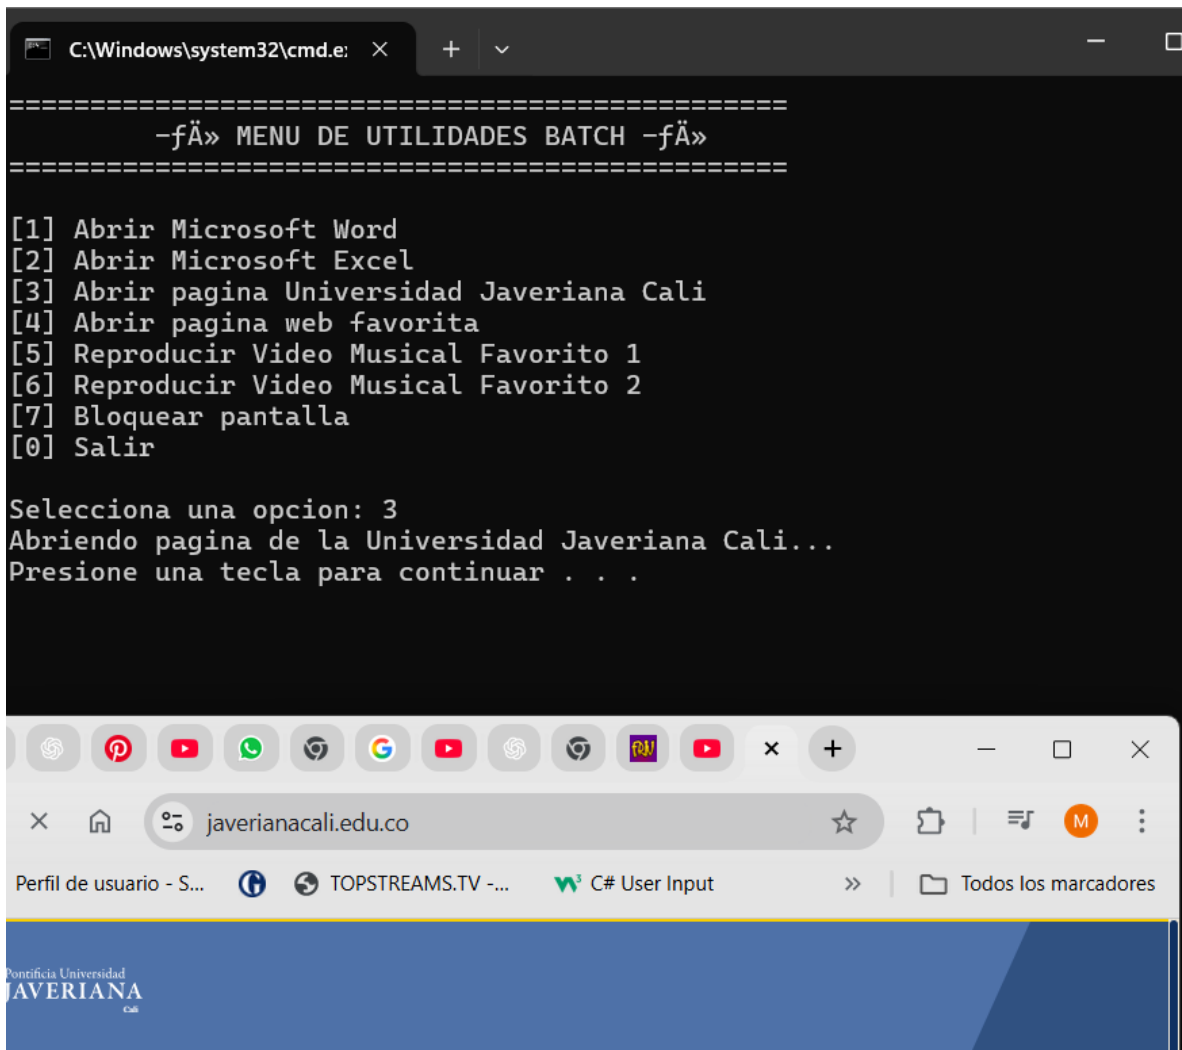 C:\Windows\system32\cmd.e
================================================
-fÄ» MENU DE UTILIDADES BATCH -fÄ»
================================================
[1] Abrir Microsoft Word
[2] Abrir Microsoft Excel
[3] Abrir pagina Universidad Javeriana Cali
[4] Abrir pagina web favorita
[5] Reproducir Video Musical Favorito 1
[6] Reproducir Video Musical Favorito 2
[7] Bloquear pantalla
[0] Salir
Selecciona una opcion: 3
Abriendo pagina de la Universidad Javeriana Cali...
Presione una tecla para continuar . . .
javerianacali.edu.co
M
Perfil de usuario - S... TOPSTREAMS.TV -... C# User Input » Todos los marcadores
Pontificia Universidad
JAVERIANA
Cali